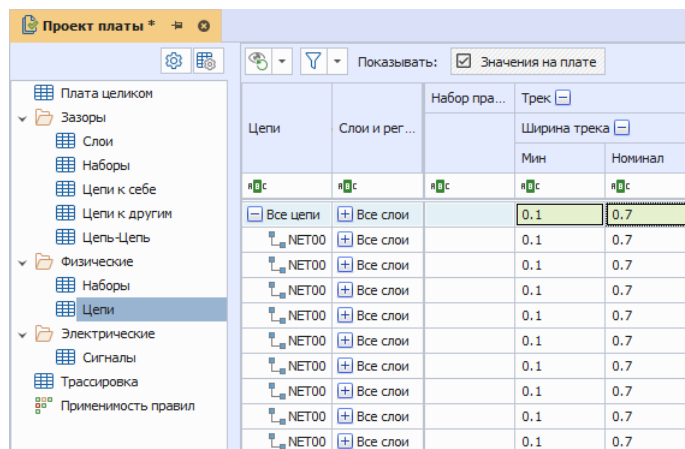 Проект платы *
Показывать: Значения на плате
Плата целиком
Зазоры
Слои
Наборы
Цепи к себе
Цепи к другим
Цепь-Цепь
Физические
Наборы
Цепи
Электрические
Сигналы
Трассировка
Применимость правил
Цепи Слои и рег... Набор пра... Трек
Ширина трека
Мин Номинал
Все цепи Все слои 0.1 0.7
NET00 Все слои 0.1 0.7
NET00 Все слои 0.1 0.7
NET00 Все слои 0.1 0.7
NET00 Все слои 0.1 0.7
NET00 Все слои 0.1 0.7
NET00 Все слои 0.1 0.7
NET00 Все слои 0.1 0.7
NET00 Все слои 0.1 0.7
NET00 Все слои 0.1 0.7